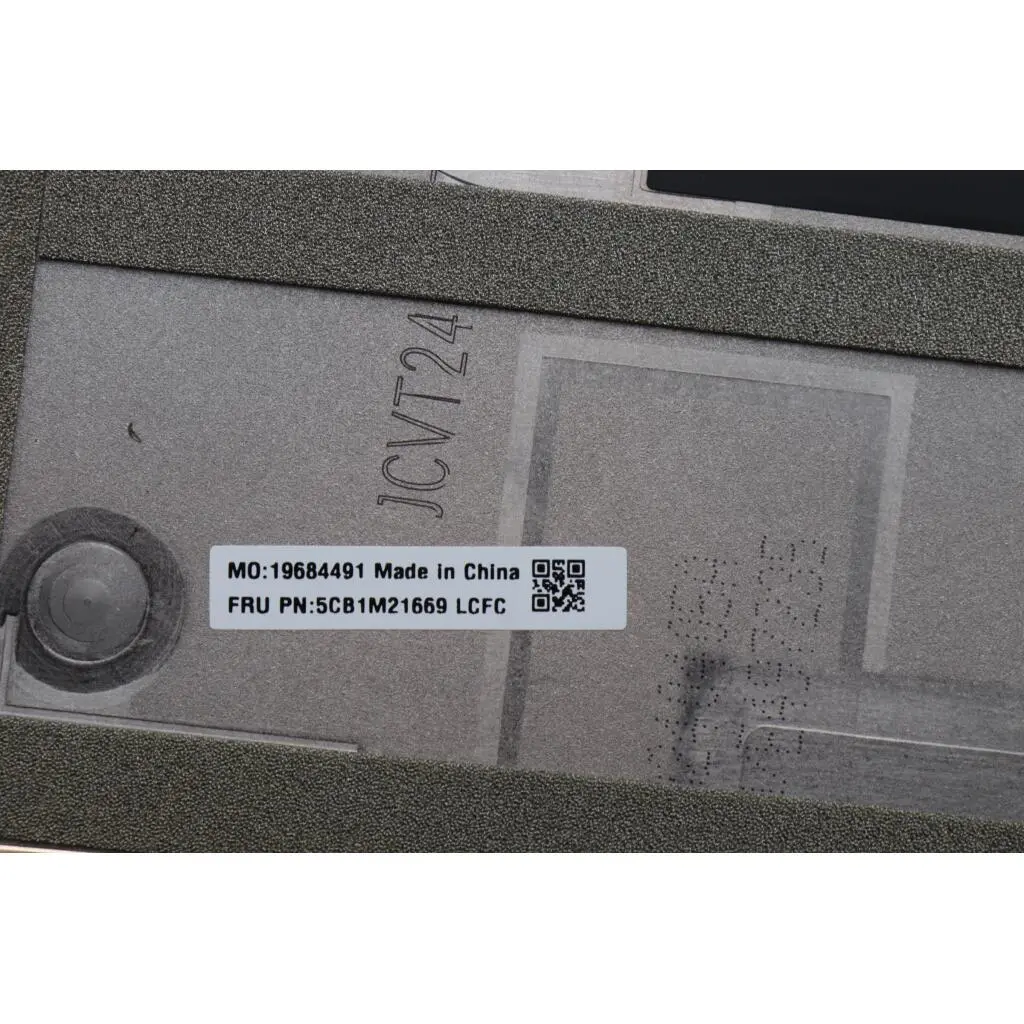 JCVT24
MO:19684491 Made in China
FRU PN:5CB1M21669 LCFC